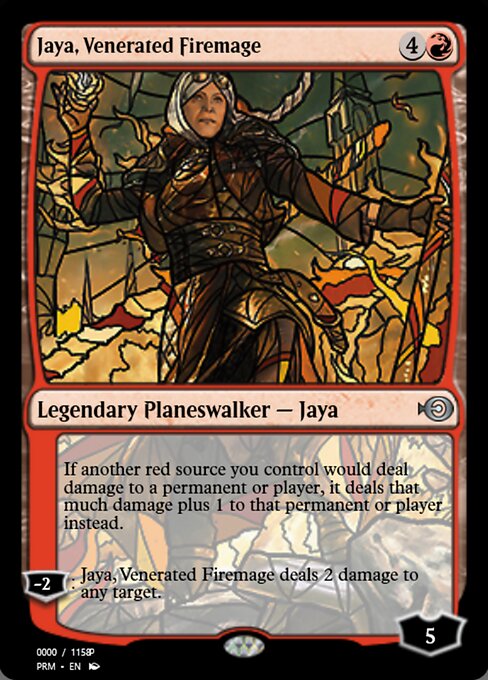 Jaya, Venerated Firemage 4
Legendary Planeswalker — Jaya
If another red source you control would deal
damage to a permanent or player, it deals that
much damage plus 1 to that permanent or player
instead.
-2 : Jaya, Venerated Firemage deals 2 damage to
any target.
5
0000 / 1158P
PRM • EN